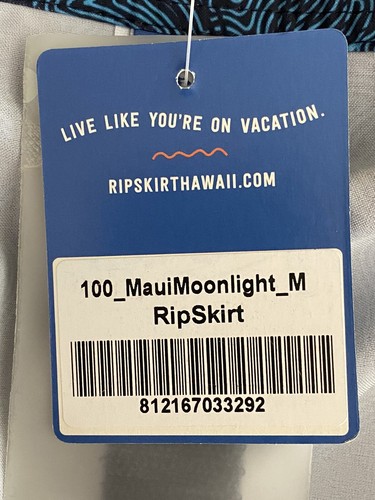 LIVE LIKE YOU'RE ON VACATION.
RIPSKIRTHAWAII.COM
100_MauiMoonlight_M
RipSkirt
812167033292